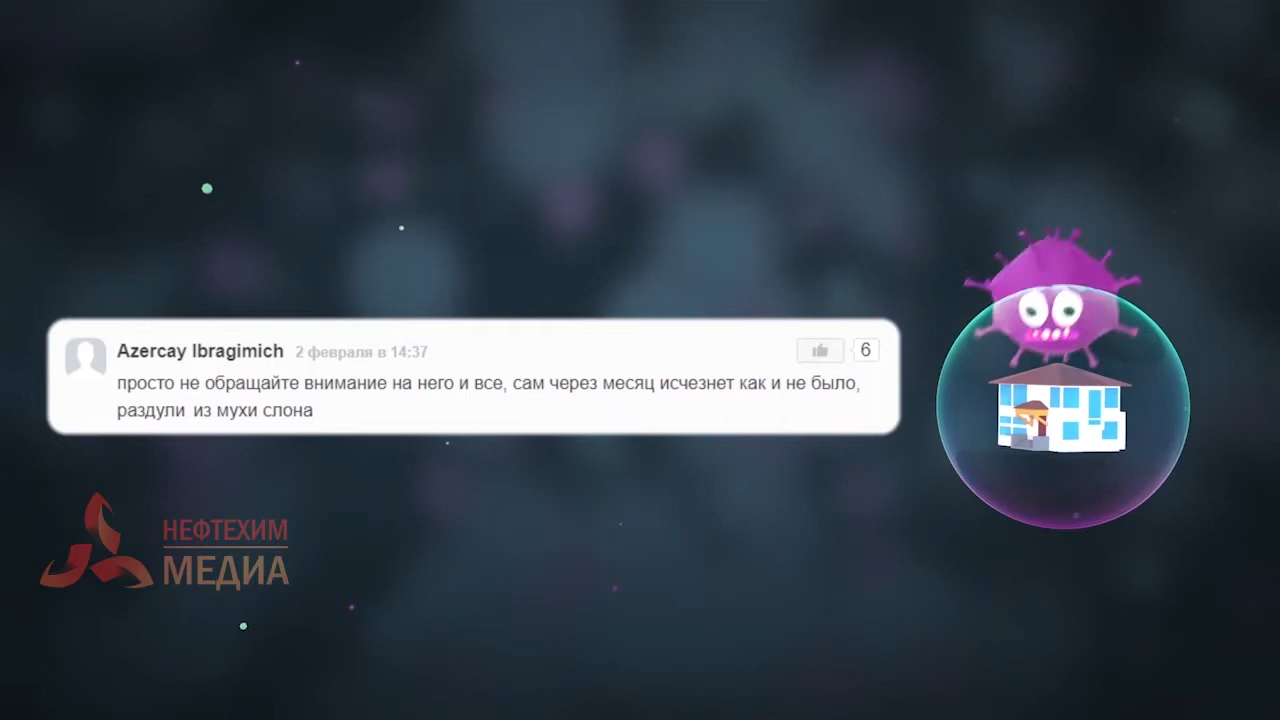 Azercay Ibragimich 2 февраля в 14:37
6
просто не обращайте внимание на него и все, сам через месяц исчезнет как и не было,
раздули из мухи слона
НЕФТЕХИМ
МЕДИА